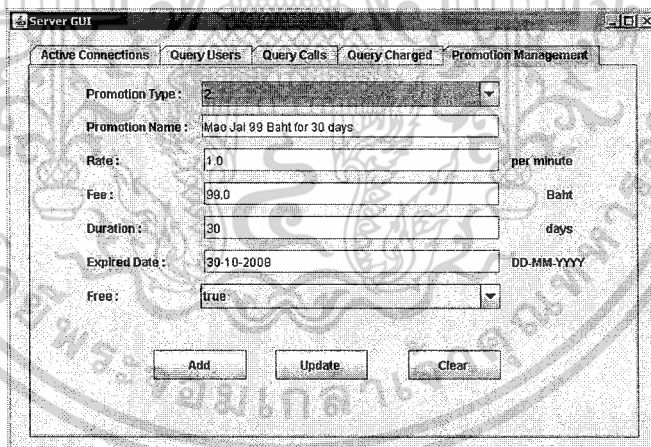 Server GUI
Active Connections Query Users Query Calls Query Charged Promotion Management
Promotion Type : 2
Promotion Name : Mao Jai 99 Baht for 30 days
Rate : 1.0 per minute
Fee : 99.0 Baht
Duration : 30 days
Expired Date : 30-10-2008 DD-MM-YYYY
Free : true
Add Update Clear